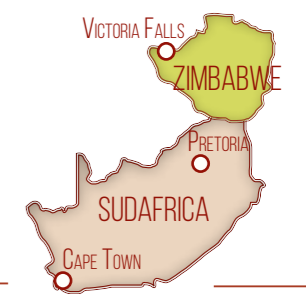 VICTORIA FALLS
ZIMBABWE
PRETORIA
SUDAFRICA
CAPE TOWN